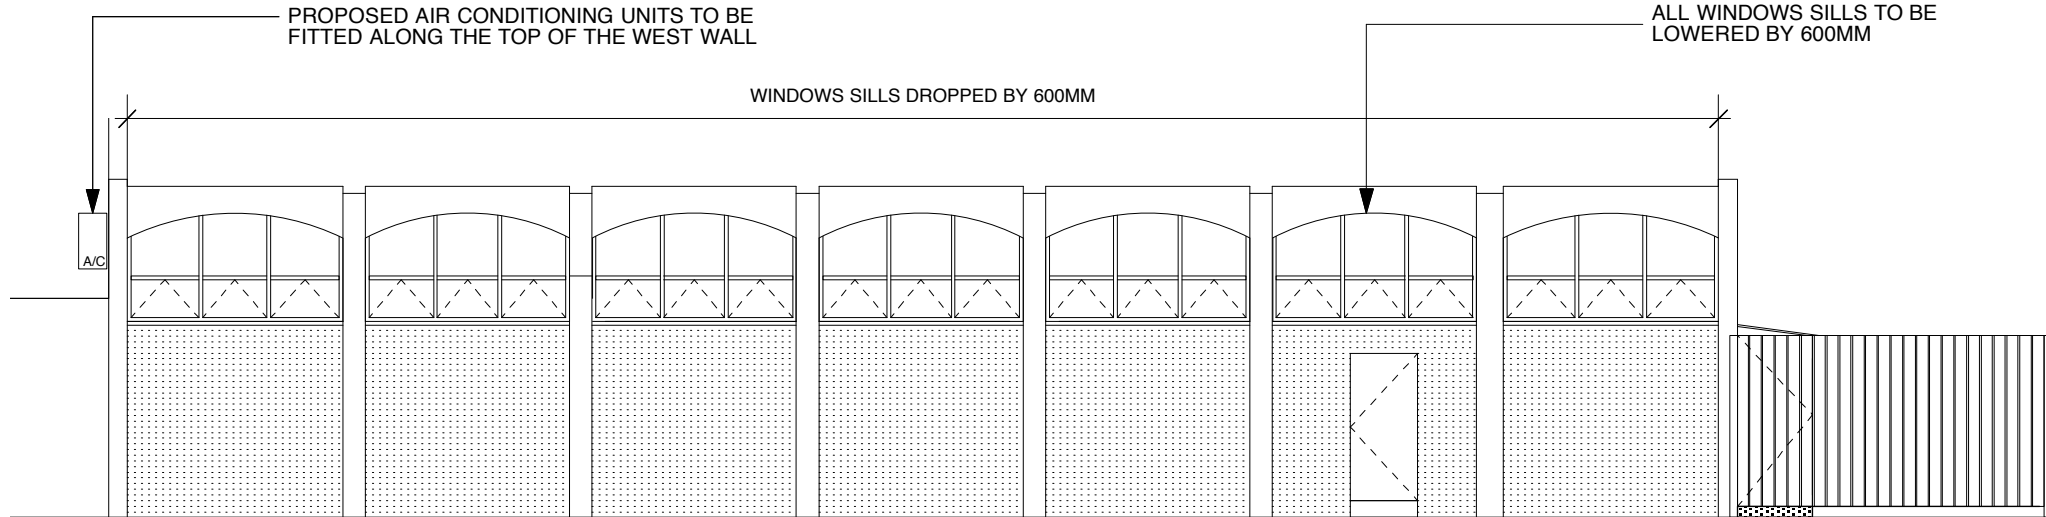 PROPOSED AIR CONDITIONING UNITS TO BE
FITTED ALONG THE TOP OF THE WEST WALL
ALL WINDOWS SILLS TO BE
LOWERED BY 600MM
WINDOWS SILLS DROPPED BY 600MM
A/C